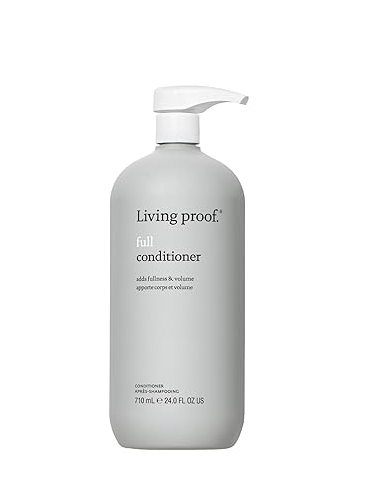 Living proof.®
full
conditioner
adds fullness & volume
apporte corps et volume
CONDITIONER
APRÈS-SHAMPOOING
710 mL ℮ 24.0 FL OZ US